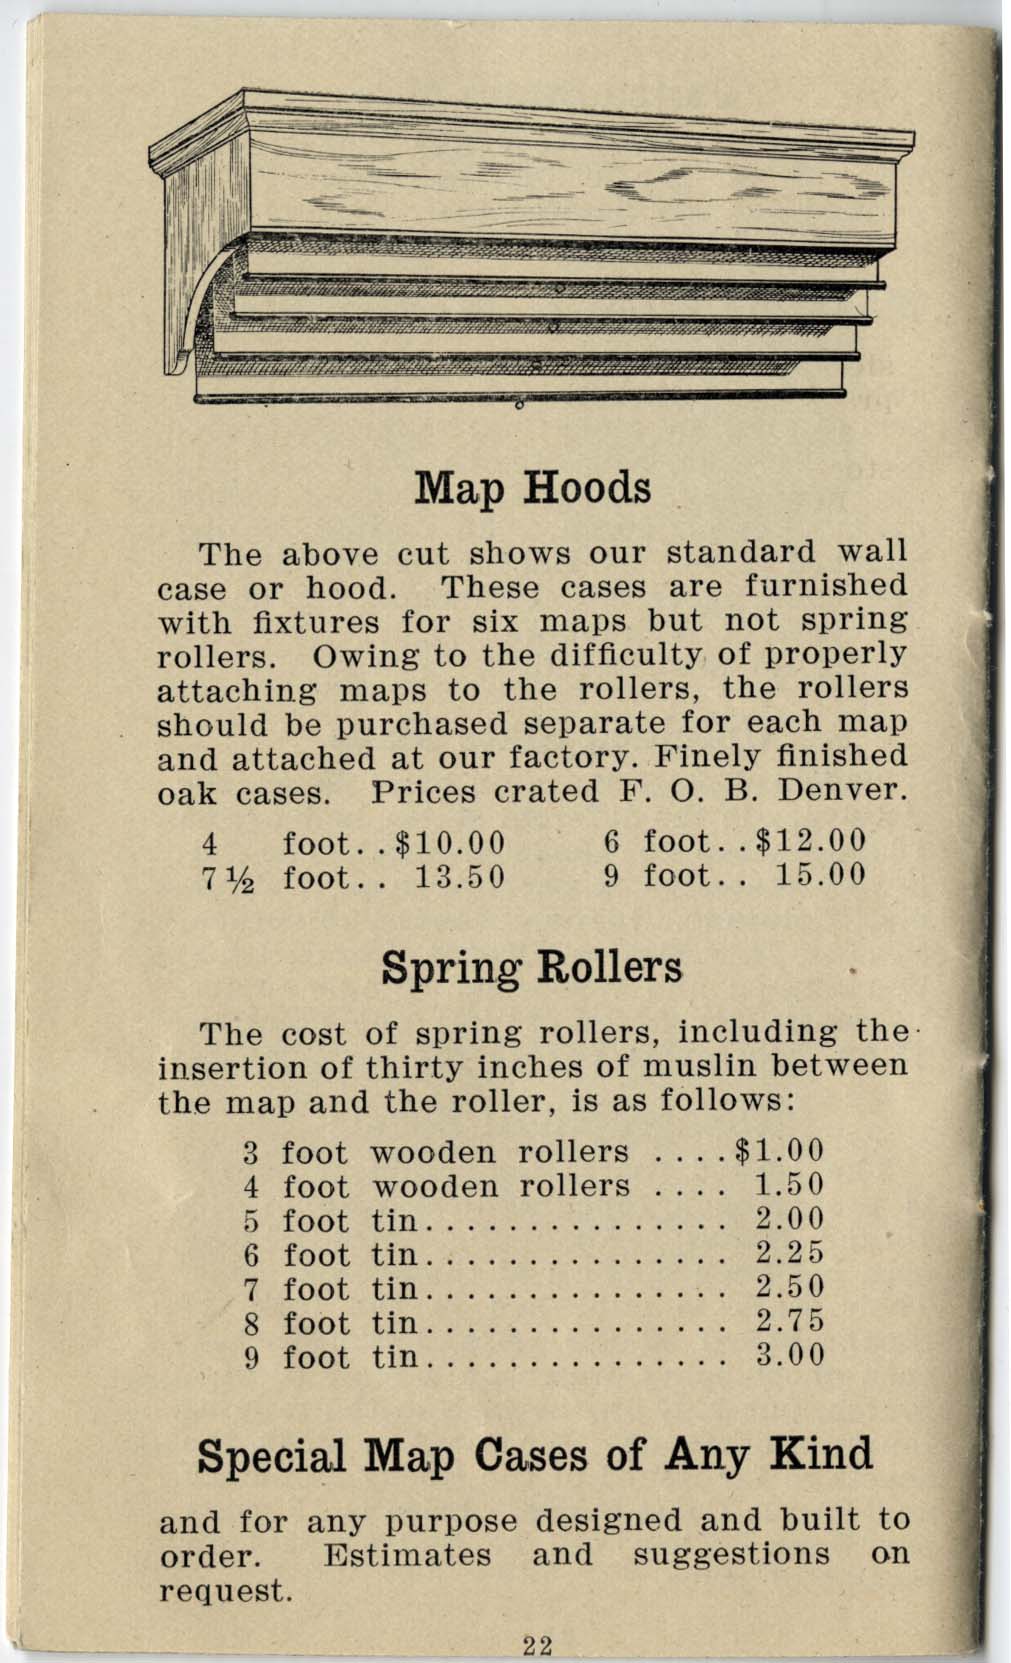 Map Hoods
The above cut shows our standard wall
case or hood. These cases are furnished
with fixtures for six maps but not spring
rollers. Owing to the difficulty of properly
attaching maps to the rollers, the rollers
should be purchased separate for each map
and attached at our factory. Finely finished
oak cases. Prices crated F. O. B. Denver.
4 foot..$10.00 6 foot..$12.00
7½ foot.. 13.50 9 foot.. 15.00
Spring Rollers
The cost of spring rollers, including the
insertion of thirty inches of muslin between
the map and the roller, is as follows:
3 foot wooden rollers ....$1.00
4 foot wooden rollers .... 1.50
5 foot tin............... 2.00
6 foot tin............... 2.25
7 foot tin............... 2.50
8 foot tin............... 2.75
9 foot tin............... 3.00
Special Map Cases of Any Kind
and for any purpose designed and built to
order. Estimates and suggestions on
request.
22